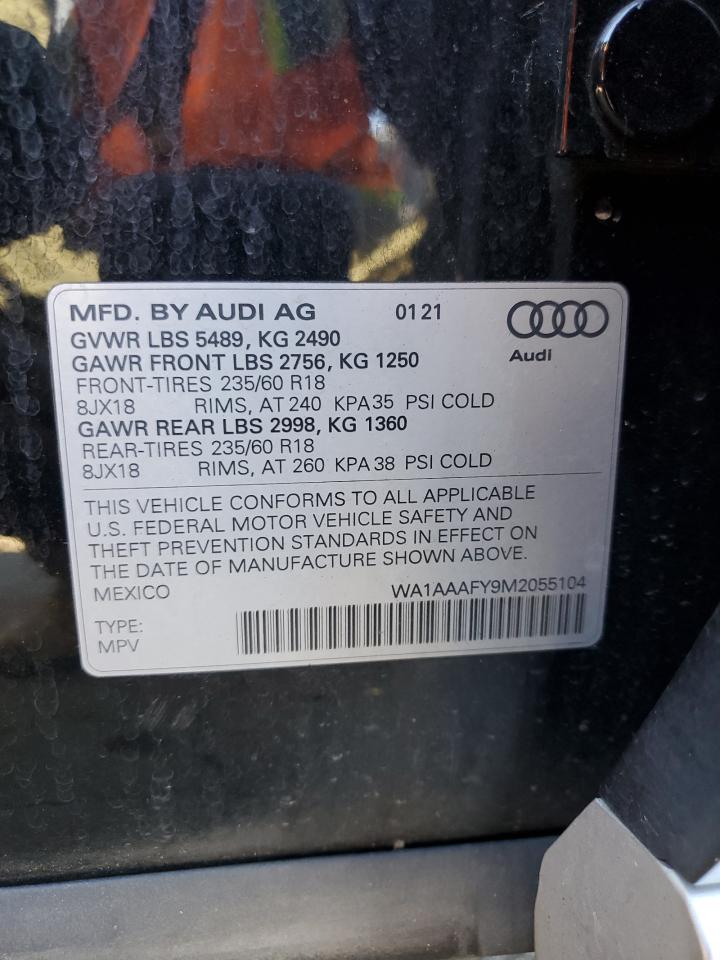 MFD. BY AUDI AG 01 21
GVWR LBS 5489, KG 2490
GAWR FRONT LBS 2756, KG 1250
Audi
FRONT-TIRES 235/60 R18
8JX18 RIMS, AT 240 KPA 35 PSI COLD
GAWR REAR LBS 2998, KG 1360
REAR-TIRES 235/60 R18
8JX18 RIMS, AT 260 KPA 38 PSI COLD
THIS VEHICLE CONFORMS TO ALL APPLICABLE
U.S. FEDERAL MOTOR VEHICLE SAFETY AND
THEFT PREVENTION STANDARDS IN EFFECT ON
THE DATE OF MANUFACTURE SHOWN ABOVE.
MEXICO WA1AAAFY9M2055104
TYPE:
MPV